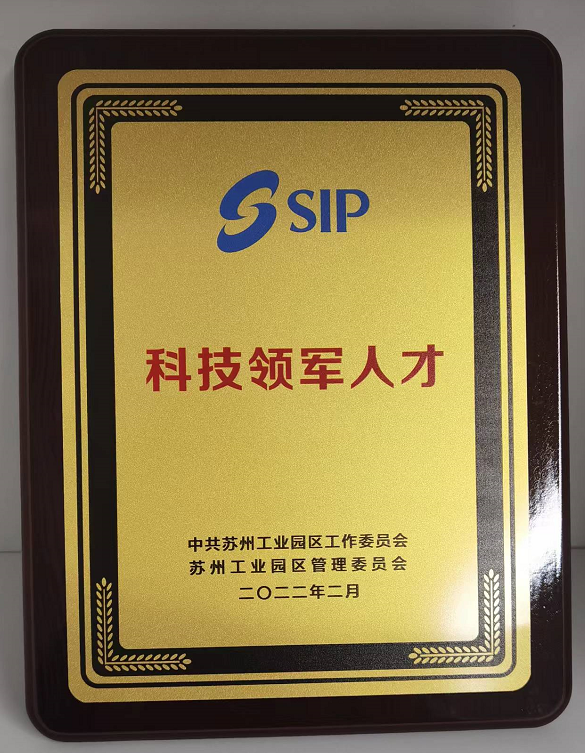 SIP
科技领军人才
中共苏州工业园区工作委员会
苏州工业园区管理委员会
二〇二二年二月